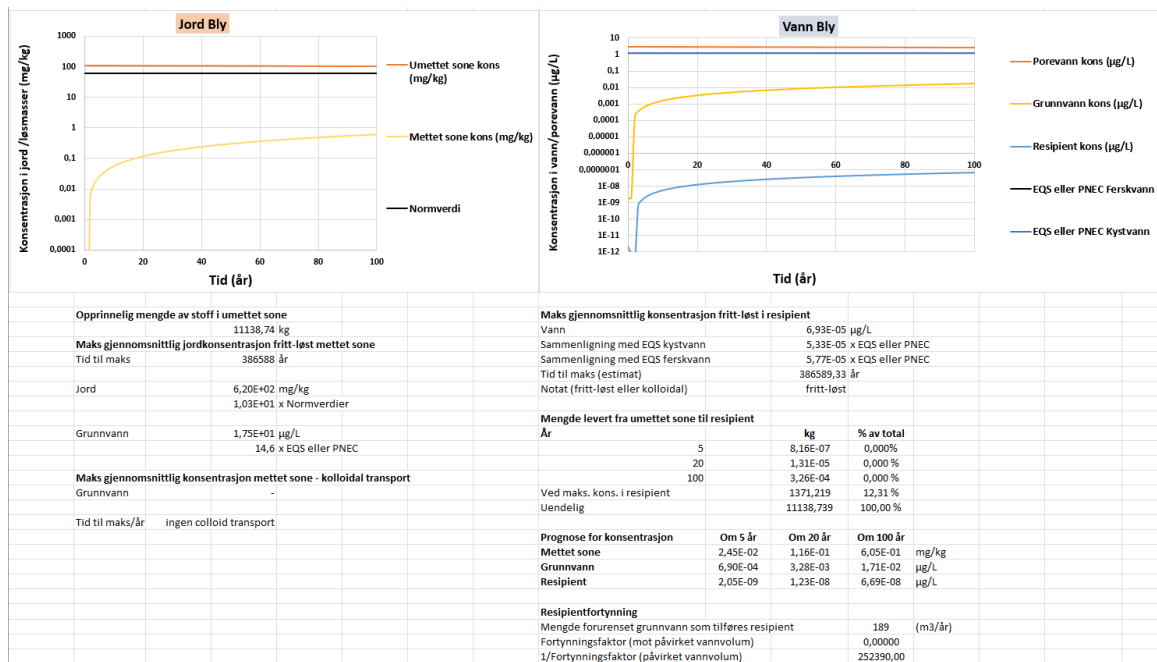 Jord Bly
Konsentrasjon i jord /løsmasser (mg/kg)
1000
100
10
1
0,1
0,01
0,001
0,0001
0 20 40 60 80 100
Tid (år)
Umettet sone kons (mg/kg)
Mettet sone kons (mg/kg)
Normverdi
Vann Bly
Konsentrasjon i vann/porevann (µg/L)
10
1
0,1
0,01
0,001
0,0001
0,00001
0,000001
0,0000001
1E-08
1E-09
1E-10
1E-11
1E-12
0 20 40 60 80 100
Tid (år)
Porevann kons (µg/L)
Grunnvann kons (µg/L)
Resipient kons (µg/L)
EQS eller PNEC Ferskvann
EQS eller PNEC Kystvann
Opprinnelig mengde av stoff i umettet sone
11138,74 kg
Maks gjennomsnittlig jordkonsentrasjon fritt-løst mettet sone
Tid til maks 386588 år
Jord 6,20E+02 mg/kg
1,03E+01 x Normverdier
Grunnvann 1,75E+01 µg/L
14,6 x EQS eller PNEC
Maks gjennomsnittlig konsentrasjon mettet sone - kolloidal transport
Grunnvann -
Tid til maks/år ingen colloid transport
Maks gjennomsnittlig konsentrasjon fritt-løst i resipient
Vann 6,93E-05 µg/L
Sammenligning med EQS kystvann 5,33E-05 x EQS eller PNEC
Sammenligning med EQS ferskvann 5,77E-05 x EQS eller PNEC
Tid til maks (estimat) 386589,33 år
Notat (fritt-løst eller kolloidal) fritt-løst
Mengde levert fra umettet sone til resipient
År kg % av total
5 8,16E-07 0,000%
20 1,31E-05 0,000 %
100 3,26E-04 0,000 %
Ved maks. kons. i resipient 1371,219 12,31 %
Uendelig 11138,739 100,00 %
Prognose for konsentrasjon Om 5 år Om 20 år Om 100 år
Mettet sone 2,45E-02 1,16E-01 6,05E-01 mg/kg
Grunnvann 6,90E-04 3,28E-03 1,71E-02 µg/L
Resipient 2,05E-09 1,23E-08 6,69E-08 µg/L
Resipientfortynning
Mengde forurenset grunnvann som tilføres resipient 189 (m3/år)
Fortynningsfaktor (mot påvirket vannvolum) 0,00000
1/Fortynningsfaktor (påvirket vannvolum) 252390,00